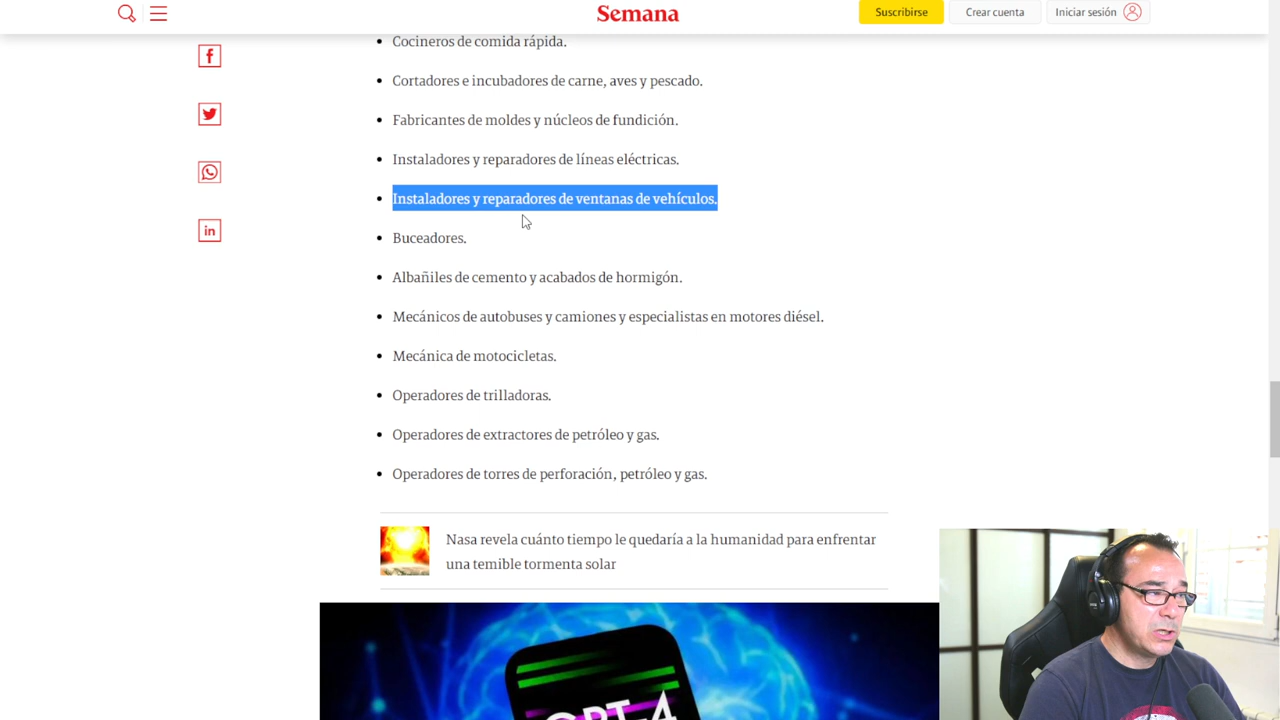 Semana
Suscribirse
Crear cuenta
Iniciar sesión
Cocineros de comida rápida.
Cortadores e incubadores de carne, aves y pescado.
Fabricantes de moldes y núcleos de fundición.
Instaladores y reparadores de líneas eléctricas.
Instaladores y reparadores de ventanas de vehículos.
Buceadores.
Albañiles de cemento y acabados de hormigón.
Mecánicos de autobuses y camiones y especialistas en motores diésel.
Mecánica de motocicletas.
Operadores de trilladoras.
Operadores de extractores de petróleo y gas.
Operadores de torres de perforación, petróleo y gas.
Nasa revela cuánto tiempo le quedaría a la humanidad para enfrentar
una temible tormenta solar
GPT-4